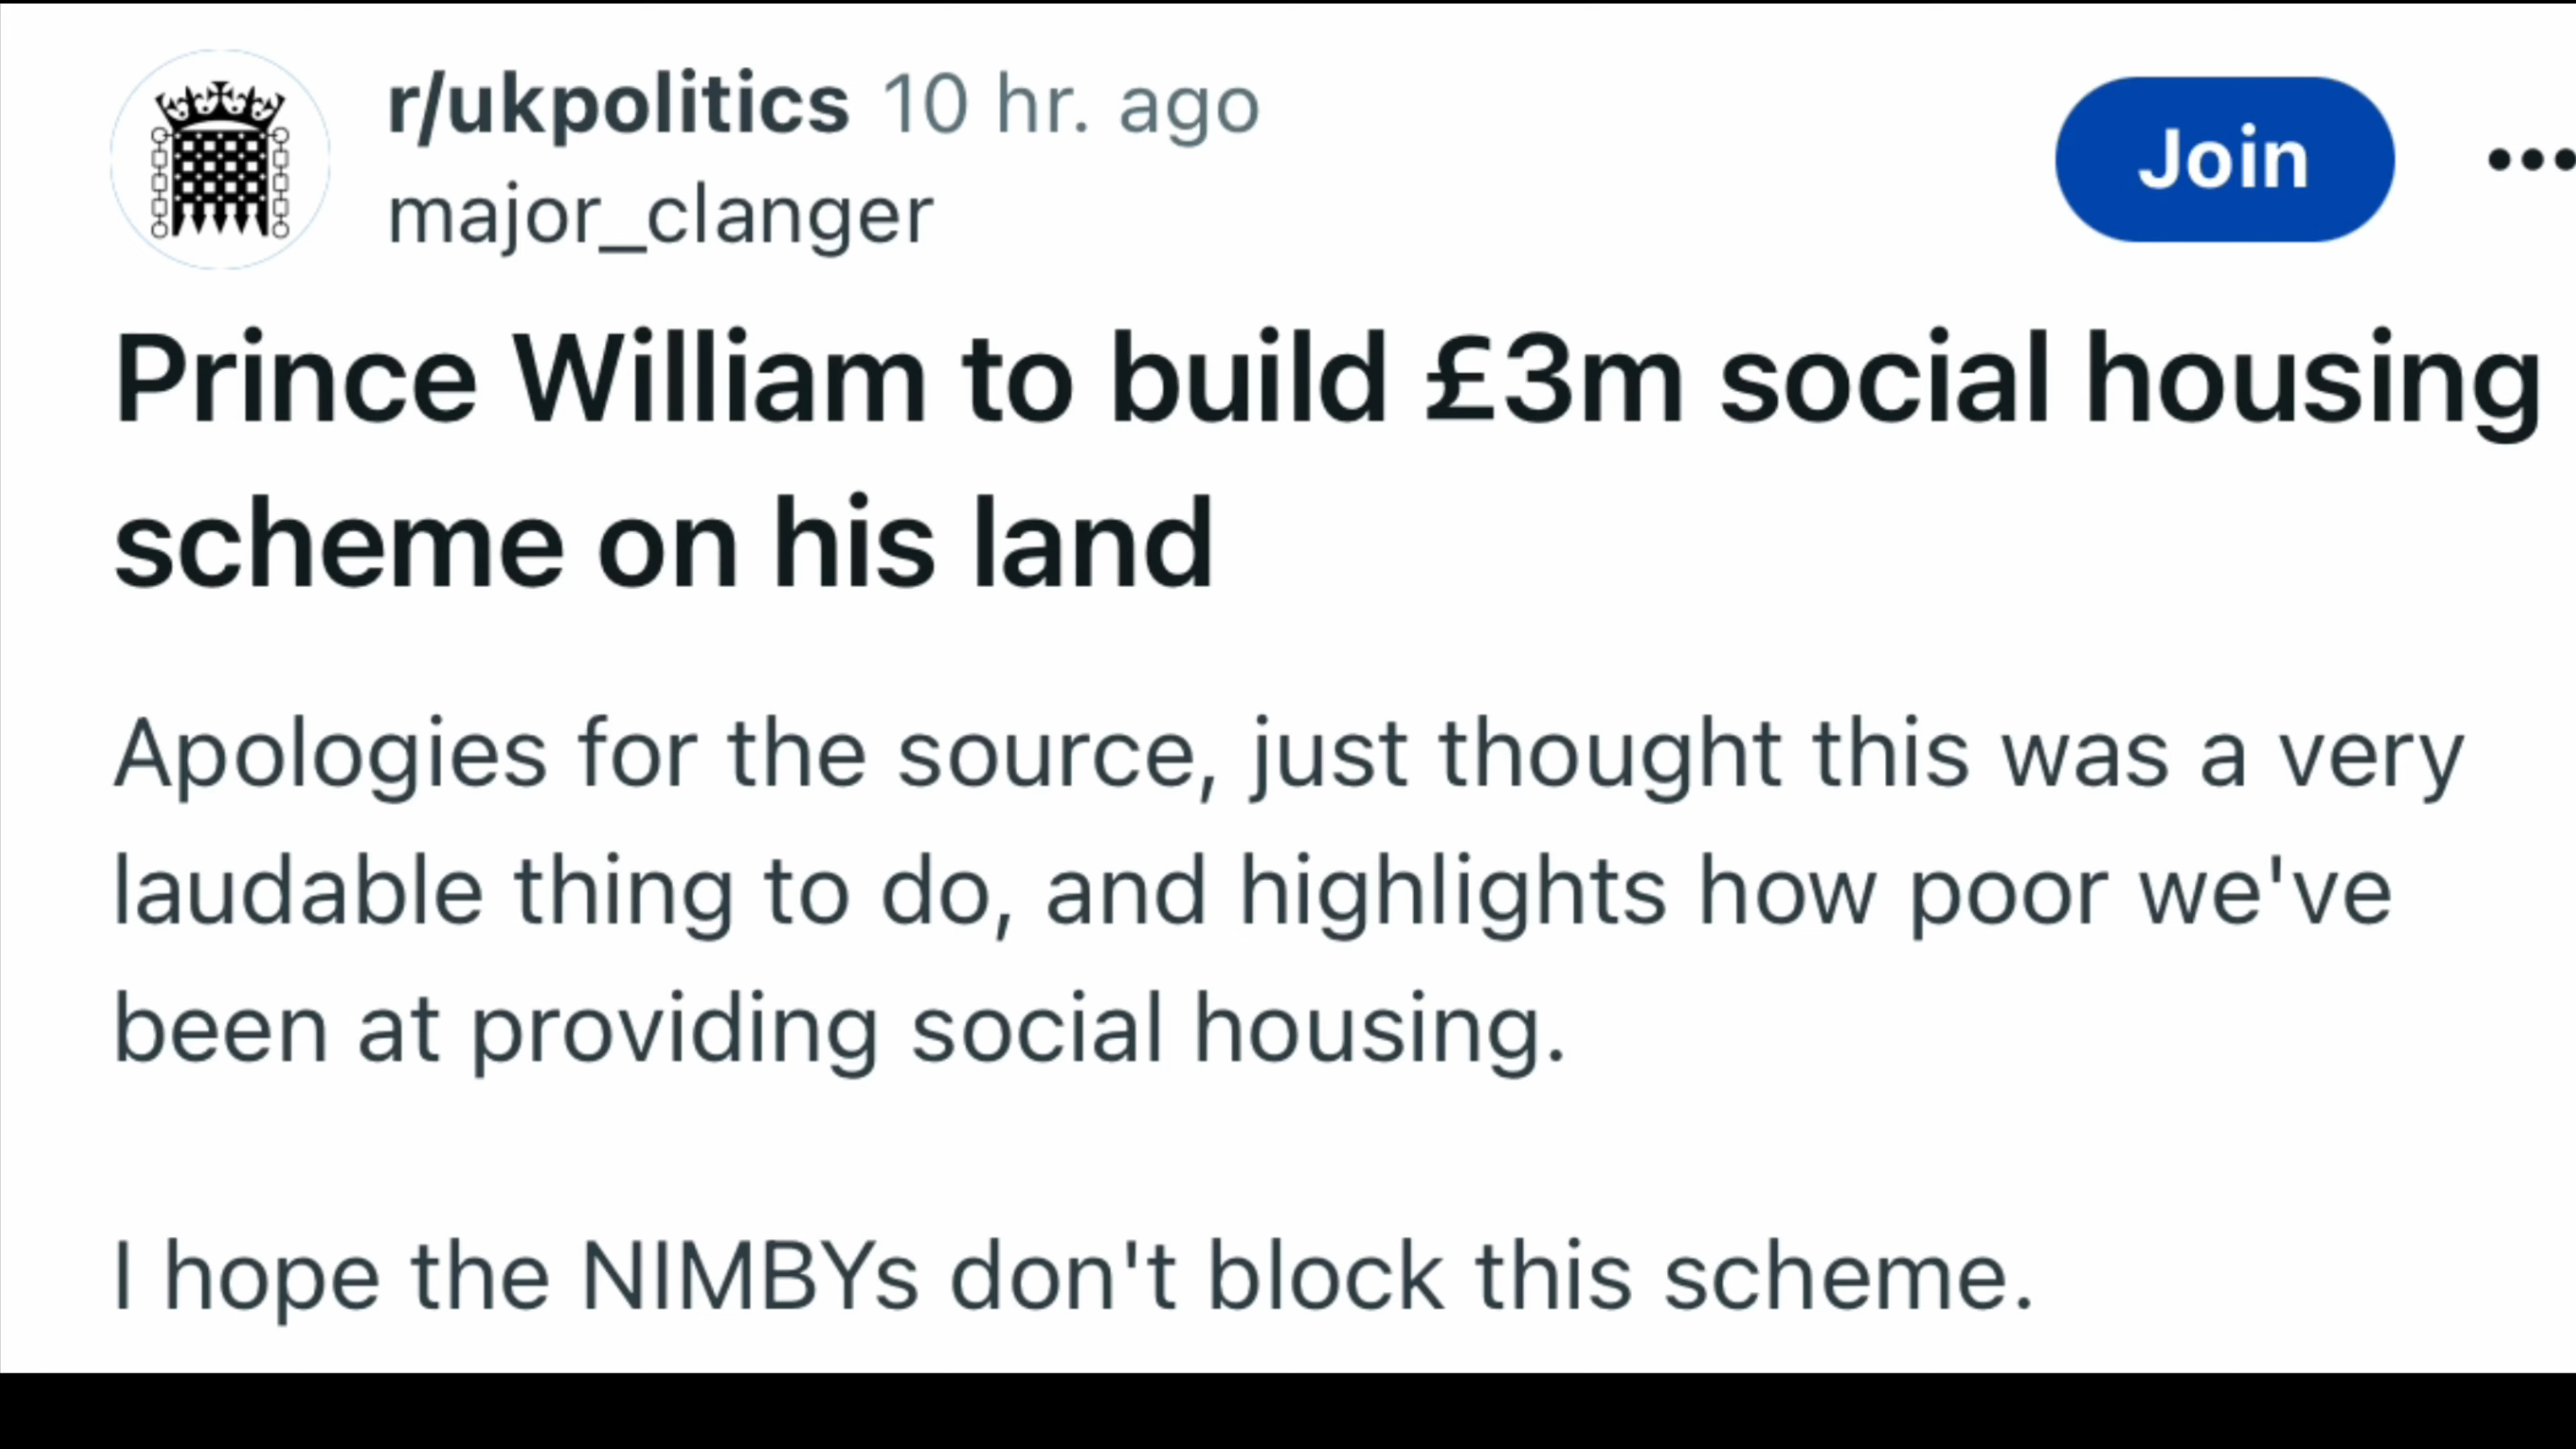 r/ukpolitics 10 hr. ago
major_clanger
Join
Prince William to build £3m social housing
scheme on his land
Apologies for the source, just thought this was a very
laudable thing to do, and highlights how poor we've
been at providing social housing.
I hope the NIMBYs don't block this scheme.